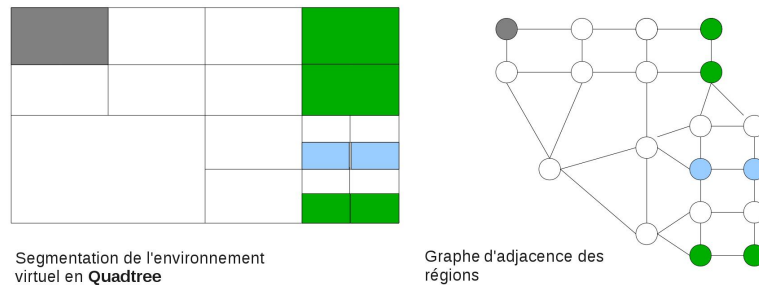 Segmentation de l'environnement
virtuel en Quadtree
Graphe d'adjacence des
régions